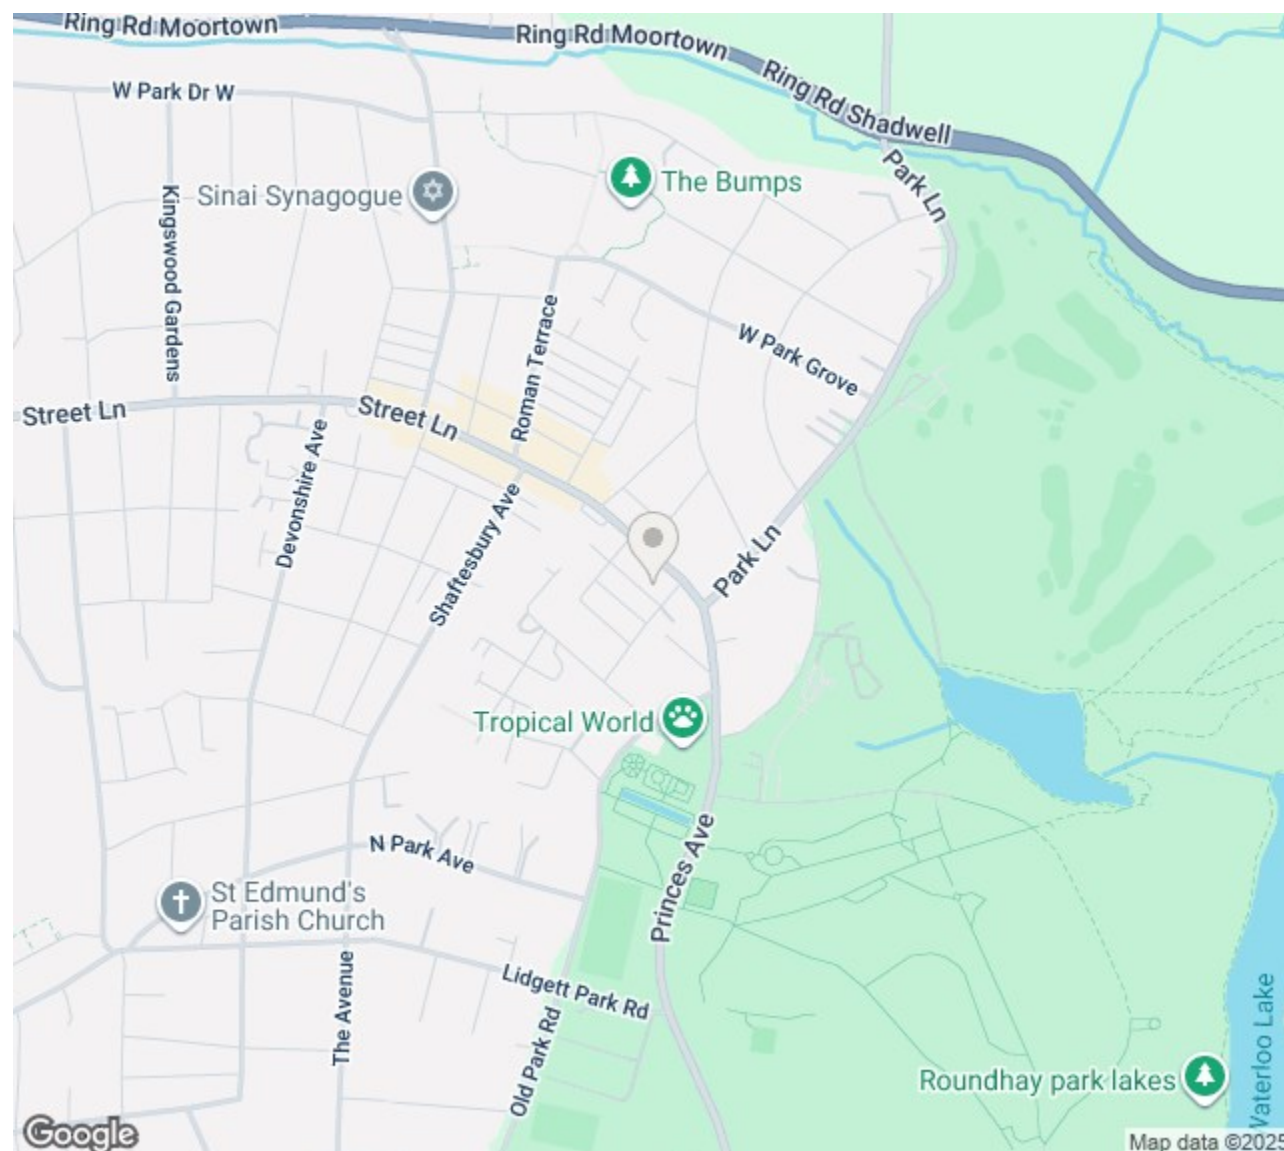 Ring Rd Moortown
Ring Rd Moortown
Ring Rd Shadwell
W Park Dr W
Park Ln
The Bumps
Sinai Synagogue
Kingswood Gardens
Roman Terrace
W Park Grove
Street Ln
Street Ln
Devonshire Ave
Shaftesbury Ave
Park Ln
Tropical World
N Park Ave
Princes Ave
St Edmund's
Parish Church
Lidgett Park Rd
The Avenue
Old Park Rd
Waterloo Lake
Roundhay park lakes
Google
Map data ©2025